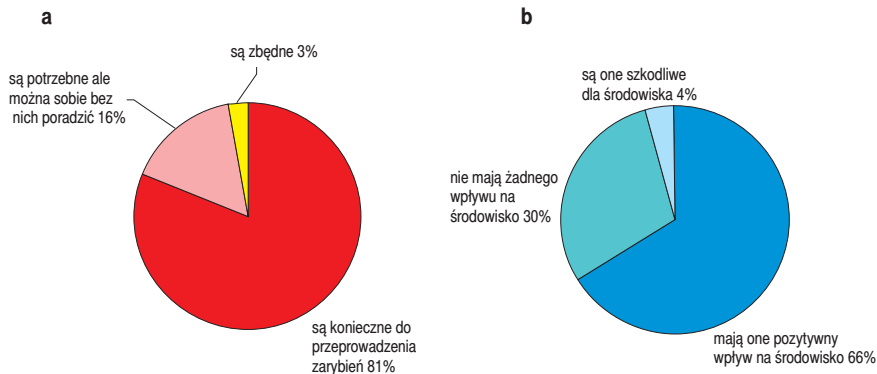 a
są zbędne 3%
są potrzebne ale
można sobie bez
nich poradzić 16%
są konieczne do
przeprowadzenia
zarybień 81%
b
są one szkodliwe
dla środowiska 4%
nie mają żadnego
wpływu na
środowisko 30%
mają one pozytywny
wpływ na środowisko 66%